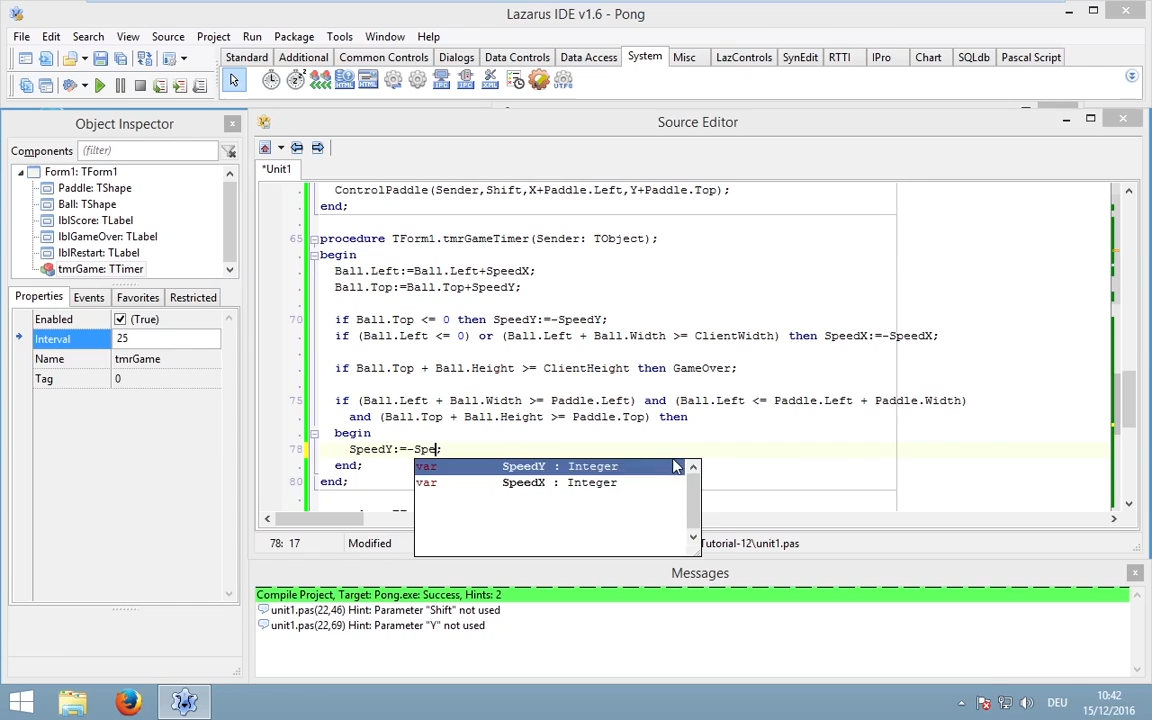 Lazarus IDE v1.6 - Pong
File Edit Search View Source Project Run Package Tools Window Help
Standard Additional Common Controls Dialogs Data Controls Data Access System Misc LazControls SynEdit RTTI IPro Chart SQLdb Pascal Script
Object Inspector
Source Editor
Components (filter)
*Unit1
Form1: TForm1
Paddle: TShape
Ball: TShape
lblScore: TLabel
lblGameOver: TLabel
lblRestart: TLabel
tmrGame: TTimer
Properties Events Favorites Restricted
Enabled (True)
Interval 25
Name tmrGame
Tag 0
ControlPaddle(Sender,Shift,X+Paddle.Left,Y+Paddle.Top);
end;
65 procedure TForm1.tmrGameTimer(Sender: TObject);
begin
Ball.Left:=Ball.Left+SpeedX;
Ball.Top:=Ball.Top+SpeedY;
70 if Ball.Top <= 0 then SpeedY:=-SpeedY;
if (Ball.Left <= 0) or (Ball.Left + Ball.Width >= ClientWidth) then SpeedX:=-SpeedX;
if Ball.Top + Ball.Height >= ClientHeight then GameOver;
75 if (Ball.Left + Ball.Width >= Paddle.Left) and (Ball.Left <= Paddle.Left + Paddle.Width)
and (Ball.Top + Ball.Height >= Paddle.Top) then
begin
78 SpeedY:=-Spe;
end;
80 end;
var SpeedY : Integer
var SpeedX : Integer
78: 17 Modified Tutorial-12\unit1.pas
Messages
Compile Project, Target: Pong.exe: Success, Hints: 2
unit1.pas(22,46) Hint: Parameter "Shift" not used
unit1.pas(22,69) Hint: Parameter "Y" not used
DEU
10:42
15/12/2016